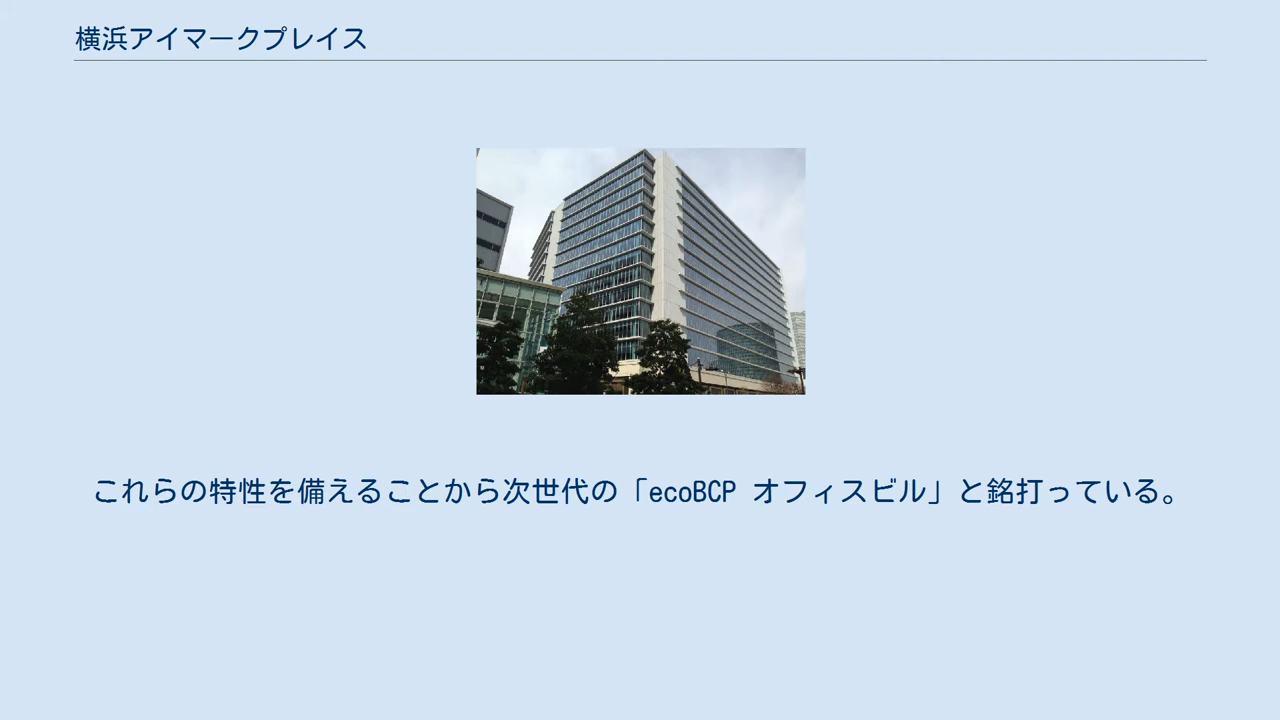 横浜アイマークプレイス
これらの特性を備えることから次世代の「ecoBCP オフィスビル」と銘打っている。